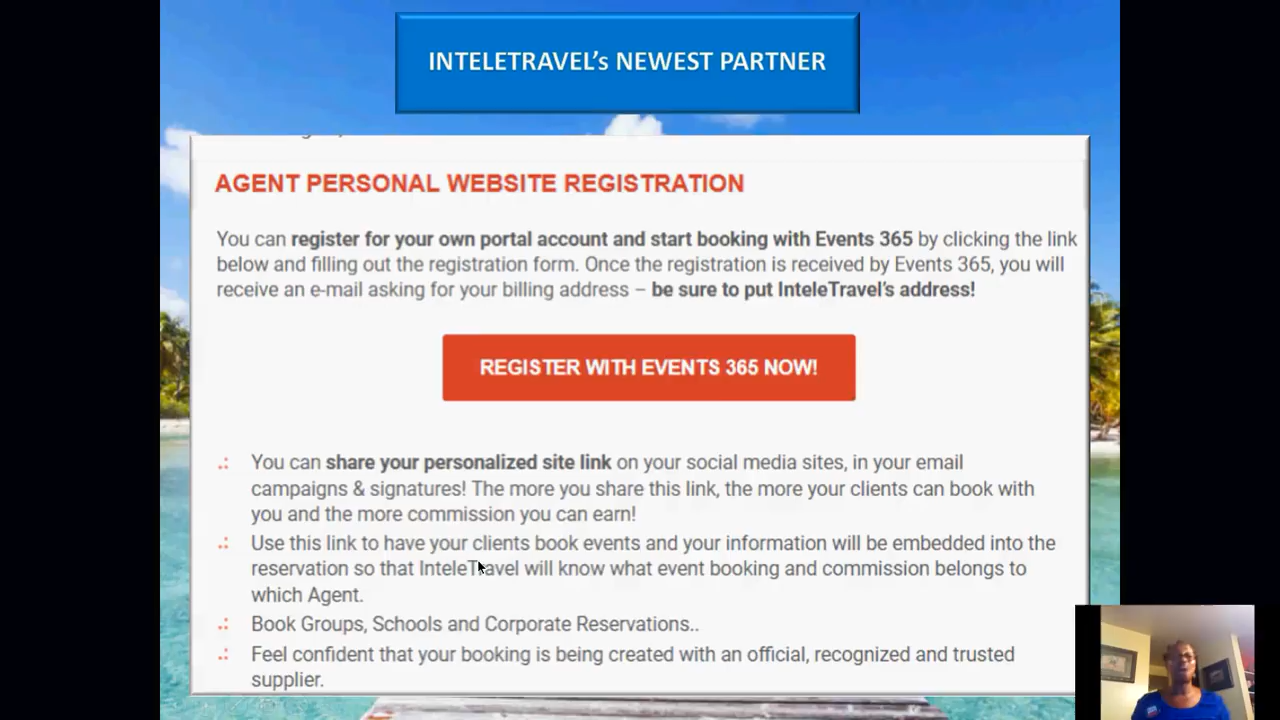 INTELETRAVEL's NEWEST PARTNER
AGENT PERSONAL WEBSITE REGISTRATION
You can register for your own portal account and start booking with Events 365 by clicking the link
below and filling out the registration form. Once the registration is received by Events 365, you will
receive an e-mail asking for your billing address – be sure to put InteleTravel's address!
REGISTER WITH EVENTS 365 NOW!
.: You can share your personalized site link on your social media sites, in your email
campaigns & signatures! The more you share this link, the more your clients can book with
you and the more commission you can earn!
.: Use this link to have your clients book events and your information will be embedded into the
reservation so that InteleTravel will know what event booking and commission belongs to
which Agent.
.: Book Groups, Schools and Corporate Reservations..
.: Feel confident that your booking is being created with an official, recognized and trusted
supplier.